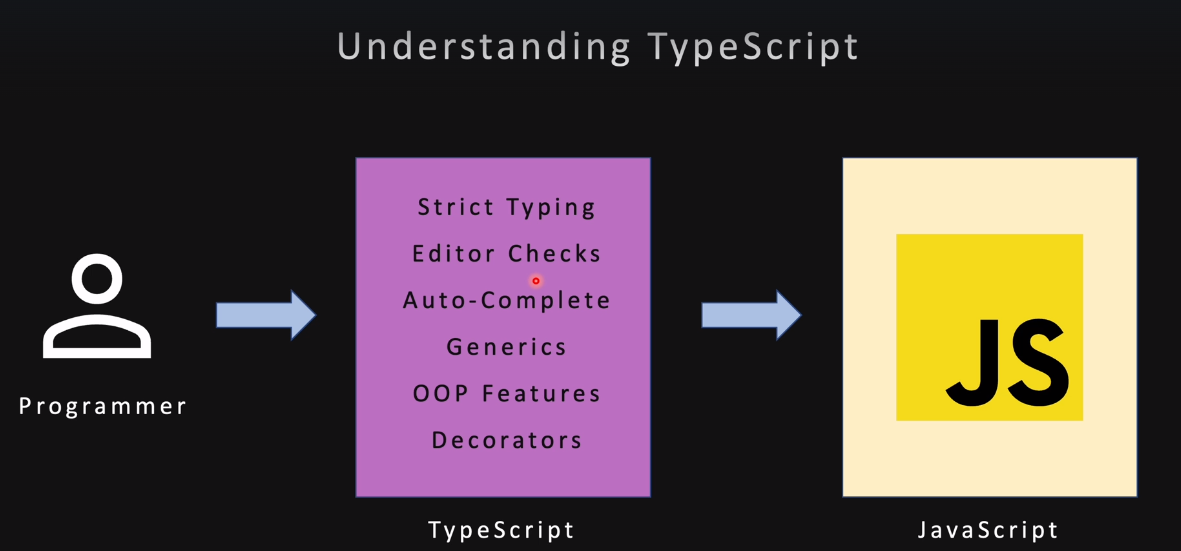 Understanding TypeScript
Programmer
Strict Typing
Editor Checks
Auto-Complete
Generics
OOP Features
Decorators
TypeScript
JS
JavaScript